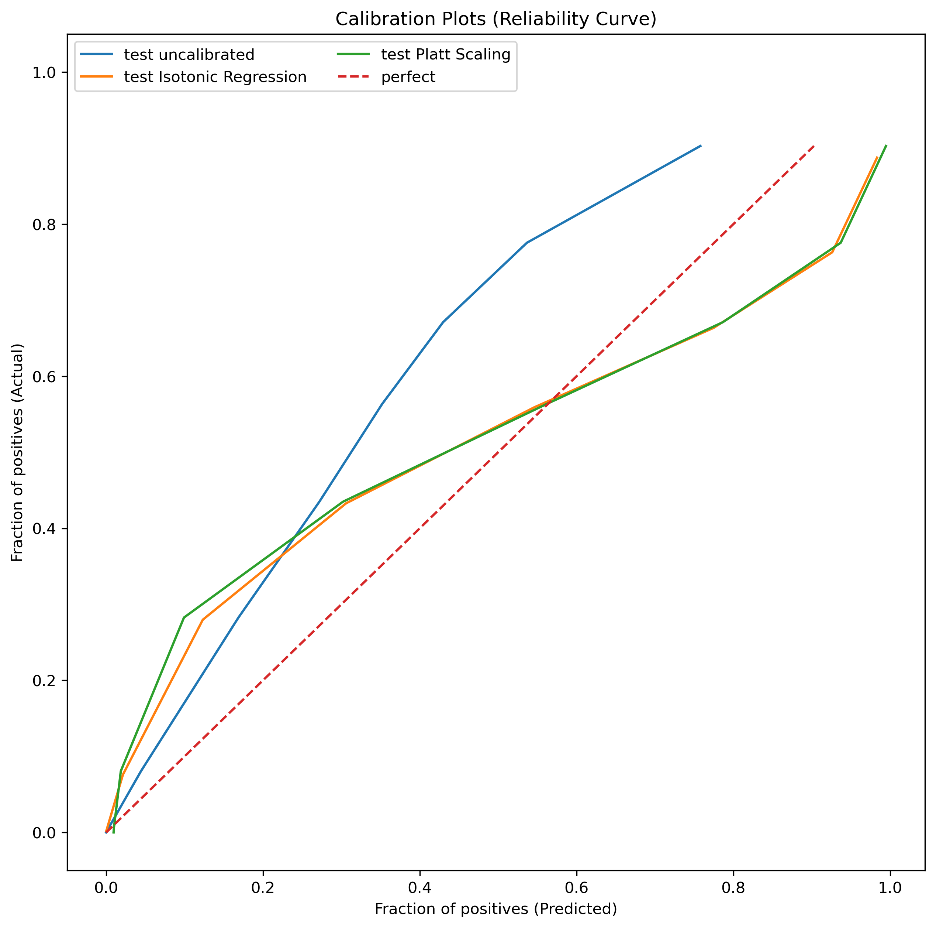 Calibration Plots (Reliability Curve)
test uncalibrated
test Isotonic Regression
test Platt Scaling
perfect
1.0
0.8
0.6
0.4
0.2
0.0
Fraction of positives (Actual)
0.0 0.2 0.4 0.6 0.8 1.0
Fraction of positives (Predicted)